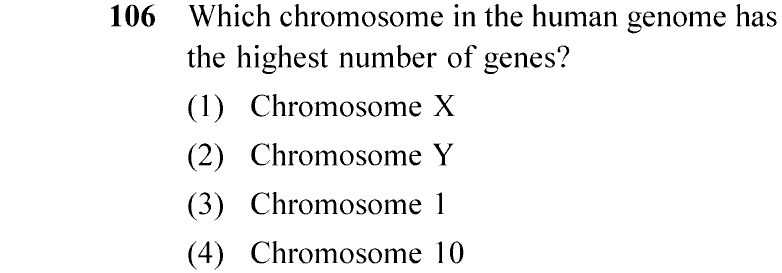 106 Which chromosome in the human genome has
the highest number of genes?
(1) Chromosome X
(2) Chromosome Y
(3) Chromosome 1
(4) Chromosome 10